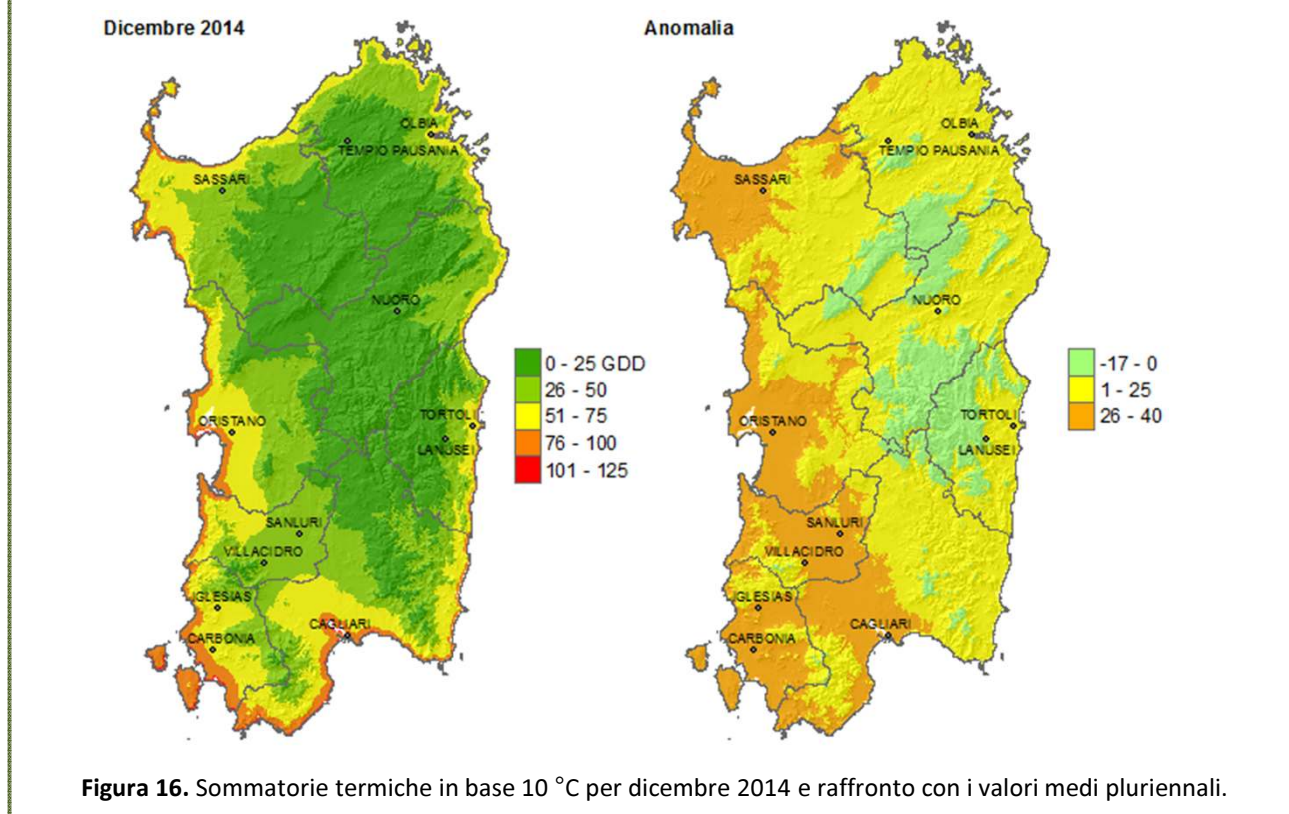 Dicembre 2014
OLBIA
TEMPIO PAUSANIA
SASSARI
NUORO
ORISTANO
TORTOLI
LANUSEI
SANLURI
VILLACIDRO
IGLESIAS
CAGLIARI
CARBONIA
0 - 25 GDD
26 - 50
51 - 75
76 - 100
101 - 125
Anomalia
OLBIA
TEMPIO PAUSANIA
SASSARI
NUORO
ORISTANO
TORTOLI
LANUSEI
SANLURI
VILLACIDRO
IGLESIAS
CAGLIARI
CARBONIA
-17 - 0
1 - 25
26 - 40
Figura 16. Sommatorie termiche in base 10 °C per dicembre 2014 e raffronto con i valori medi pluriennali.